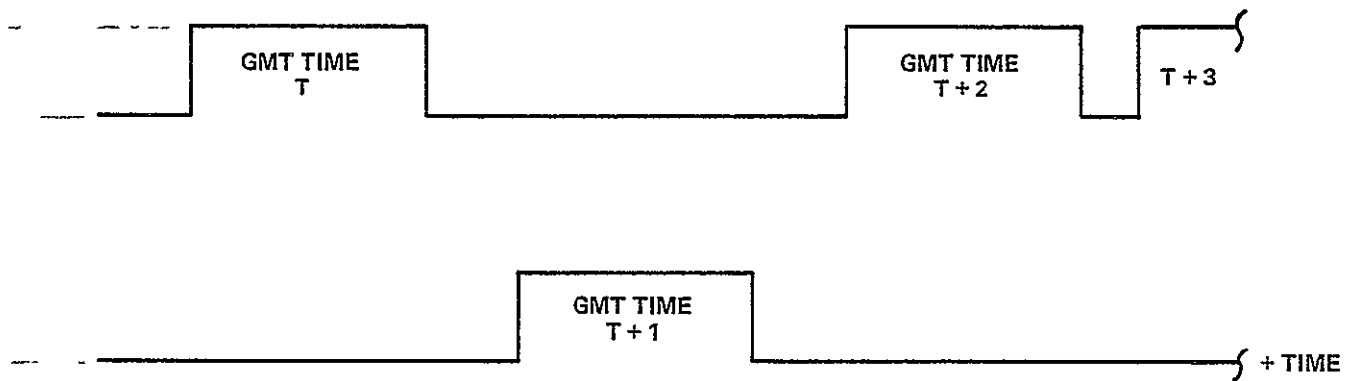 GMT TIME
T
GMT TIME
T + 2
T + 3
GMT TIME
T + 1
+ TIME